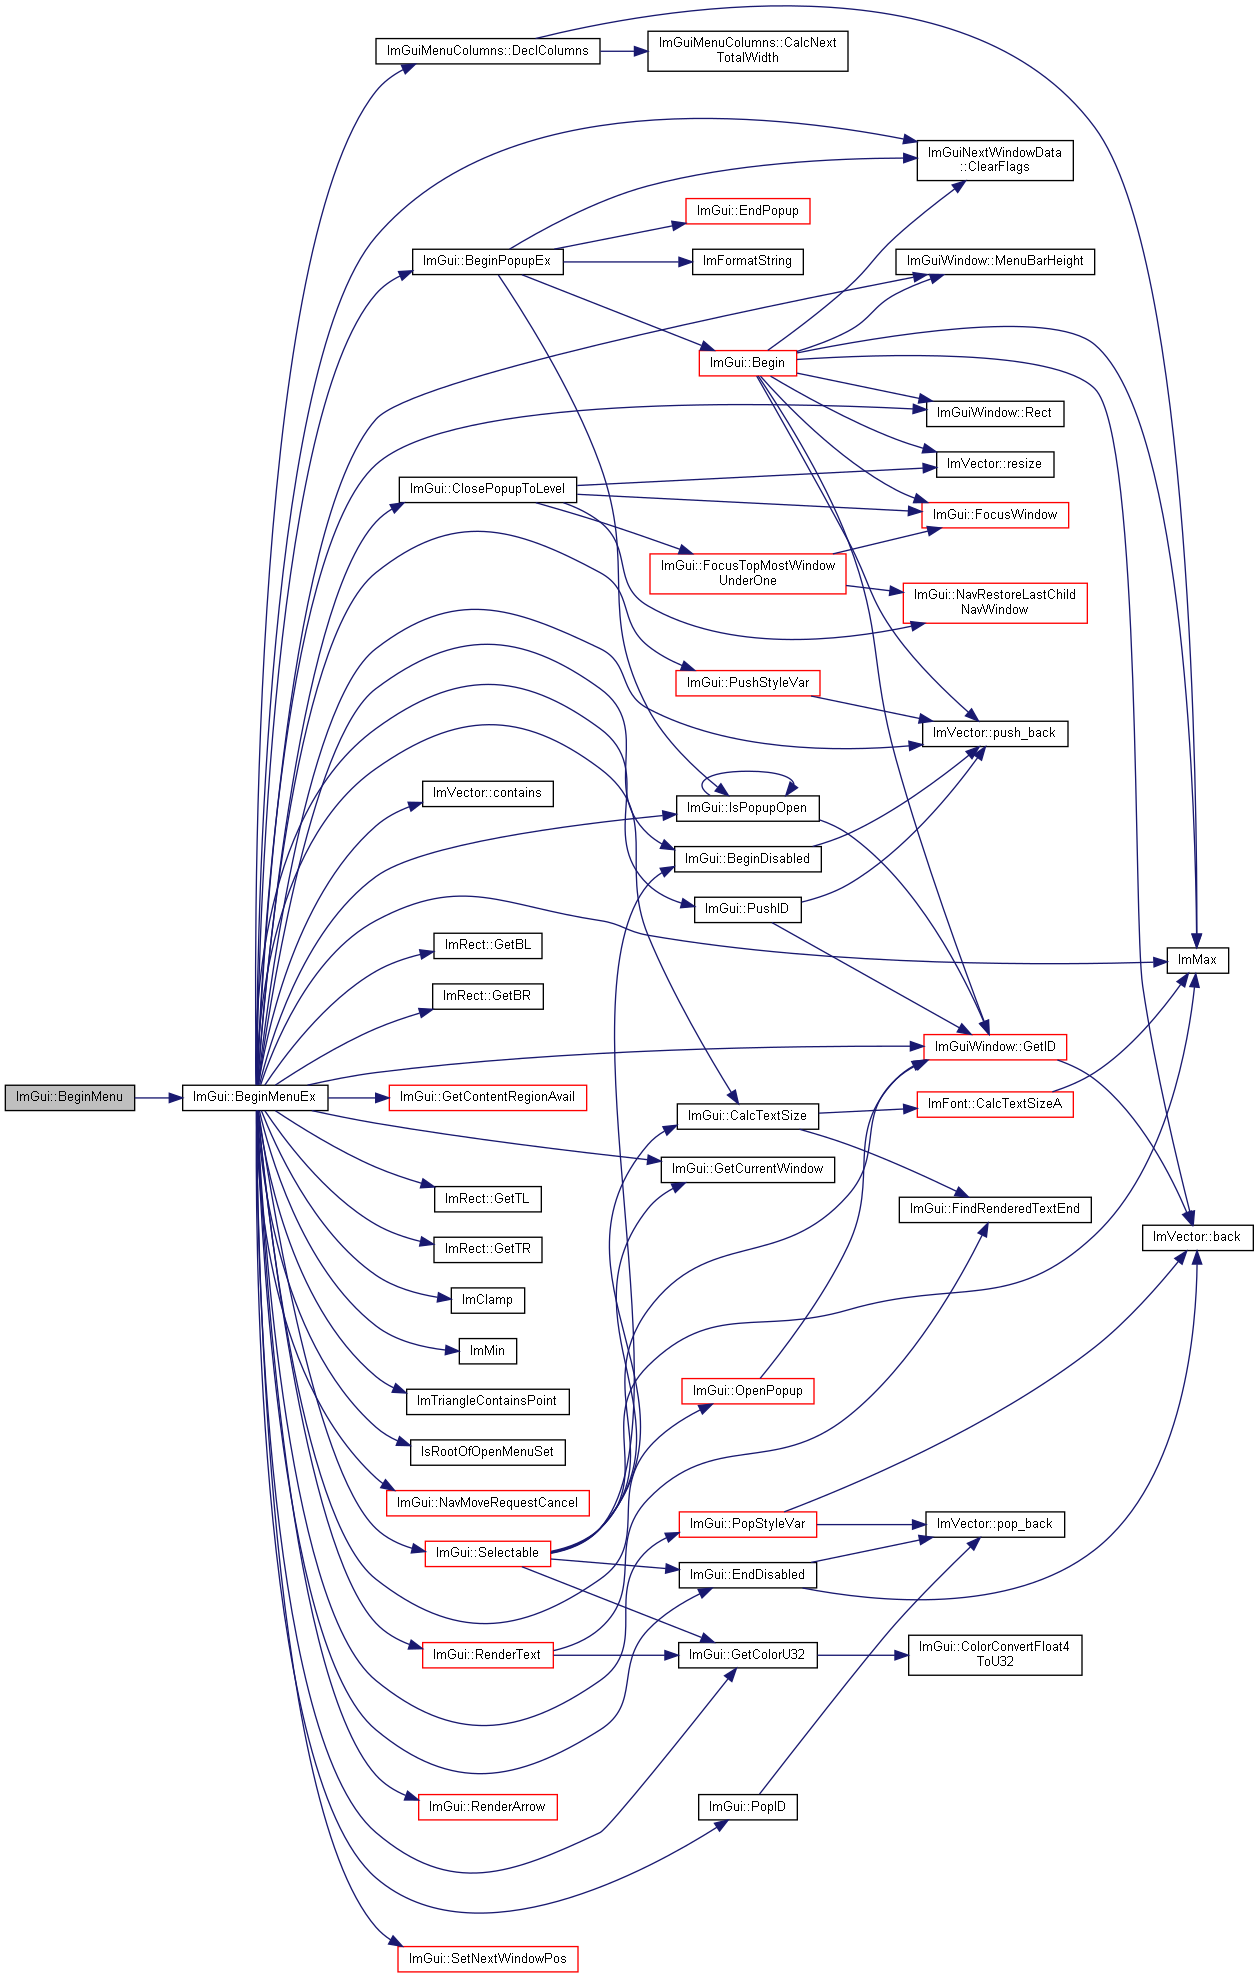 ImGuiMenuColumns::DeclColumns
ImGuiMenuColumns::CalcNext
TotalWidth
ImGuiNextWindowData
::ClearFlags
ImGui::EndPopup
ImGui::BeginPopupEx
ImFormatString
ImGuiWindow::MenuBarHeight
ImGui::Begin
ImGuiWindow::Rect
ImVector::resize
ImGui::ClosePopupToLevel
ImGui::FocusWindow
ImGui::FocusTopMostWindow
UnderOne
ImGui::NavRestoreLastChild
NavWindow
ImGui::PushStyleVar
ImVector::push_back
ImVector::contains
ImGui::IsPopupOpen
ImGui::BeginDisabled
ImGui::PushID
ImRect::GetBL
ImMax
ImRect::GetBR
ImGuiWindow::GetID
ImGui::BeginMenu
ImGui::BeginMenuEx
ImGui::GetContentRegionAvail
ImFont::CalcTextSizeA
ImGui::CalcTextSize
ImGui::GetCurrentWindow
ImRect::GetTL
ImGui::FindRenderedTextEnd
ImVector::back
ImRect::GetTR
ImClamp
ImMin
ImGui::OpenPopup
ImTriangleContainsPoint
IsRootOfOpenMenuSet
ImGui::NavMoveRequestCancel
ImGui::PopStyleVar
ImVector::pop_back
ImGui::Selectable
ImGui::EndDisabled
ImGui::RenderText
ImGui::GetColorU32
ImGui::ColorConvertFloat4
ToU32
ImGui::RenderArrow
ImGui::PopID
ImGui::SetNextWindowPos